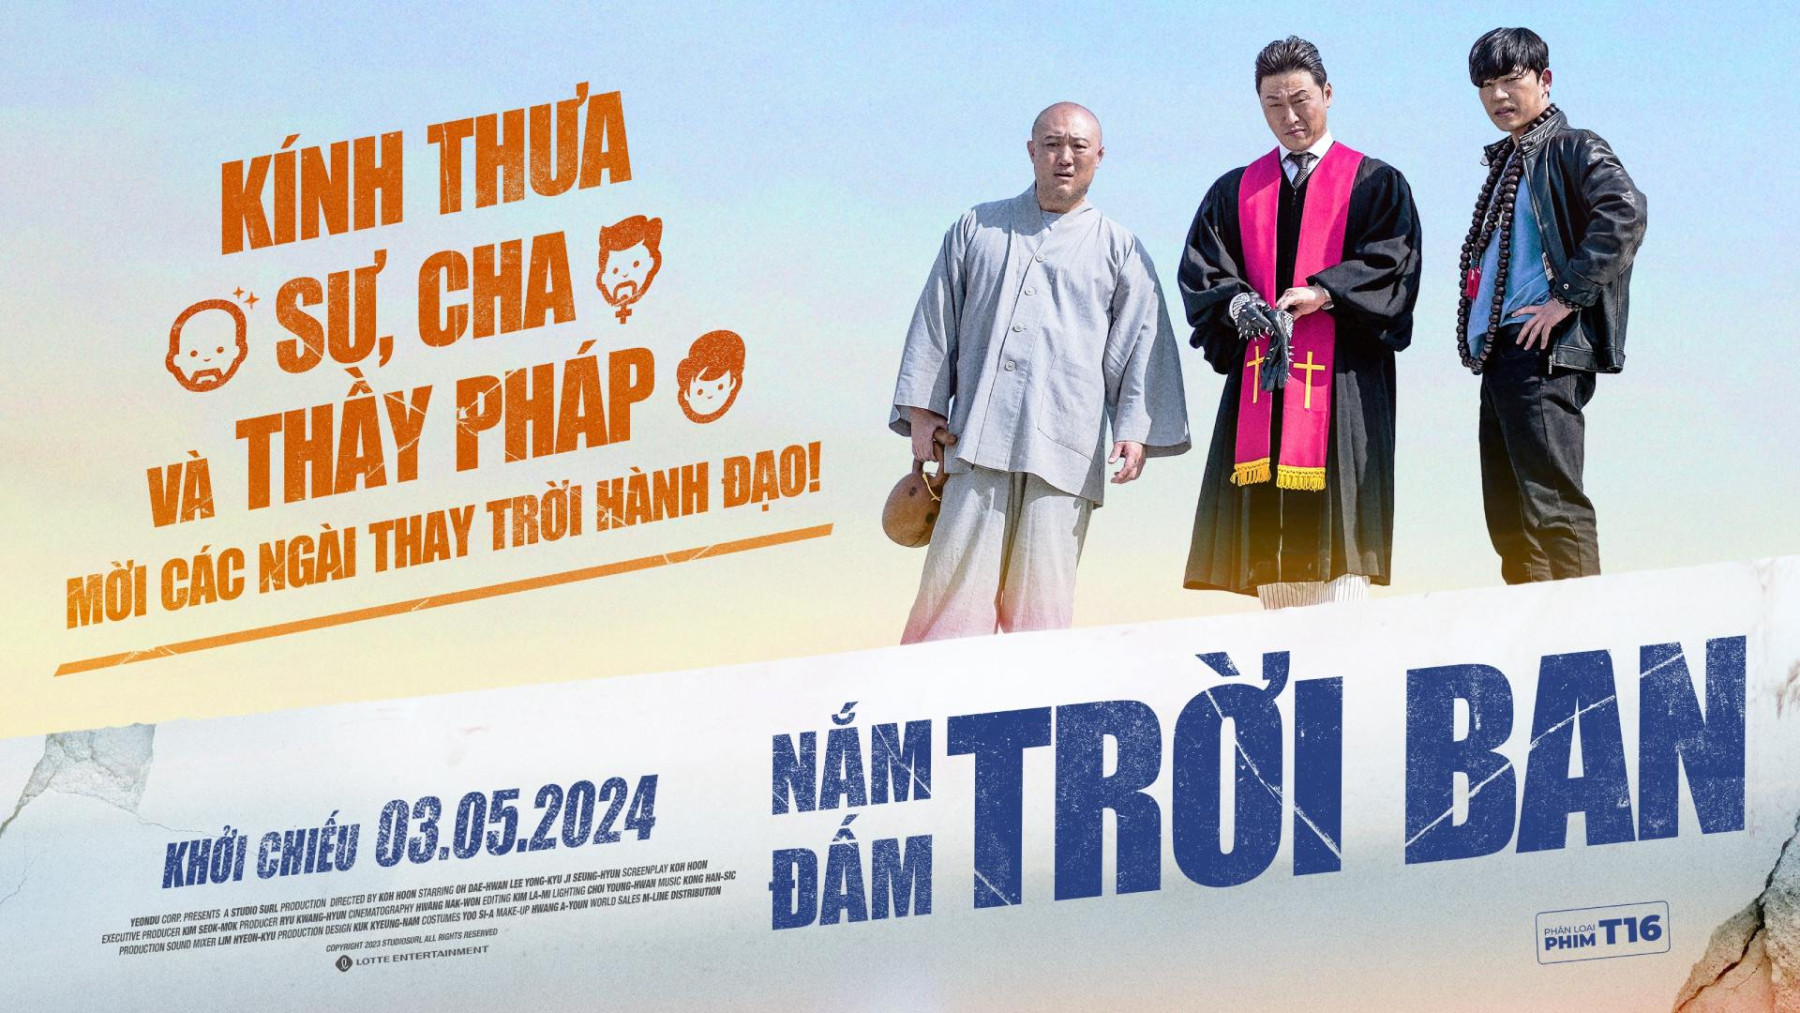 KÍNH THƯA
SƯ, CHA
VÀ THẦY PHÁP
MỜI CÁC NGÀI THAY TRỜI HÀNH ĐẠO!
NẮM
ĐẤM
TRỜI BAN
KHỞI CHIẾU 03.05.2024
YEONDU CORP. PRESENTS A STUDIO SURL PRODUCTION DIRECTED BY KOH HOON STARRING OH DAE-HWAN LEE YONG-KYU JI SEUNG-HYUN SCREENPLAY KOH HOON
EXECUTIVE PRODUCER KIM SEOK-MOK PRODUCER RYU KWANG-HYUN CINEMATOGRAPHY HWANG NAK-WON EDITING KIM LA-MI LIGHTING CHOI YOUNG-HWAN MUSIC KONG HAN-SIC
PRODUCTION SOUND MIXER LIM HYEON-KYU PRODUCTION DESIGN KUK KYEUNG-NAM COSTUMES YOO SI-A MAKE-UP HWANG A-YOUN WORLD SALES M-LINE DISTRIBUTION
COPYRIGHT 2023 STUDIOSURL ALL RIGHTS RESERVED
LOTTE ENTERTAINMENT
PHÂN LOẠI
PHIM T16